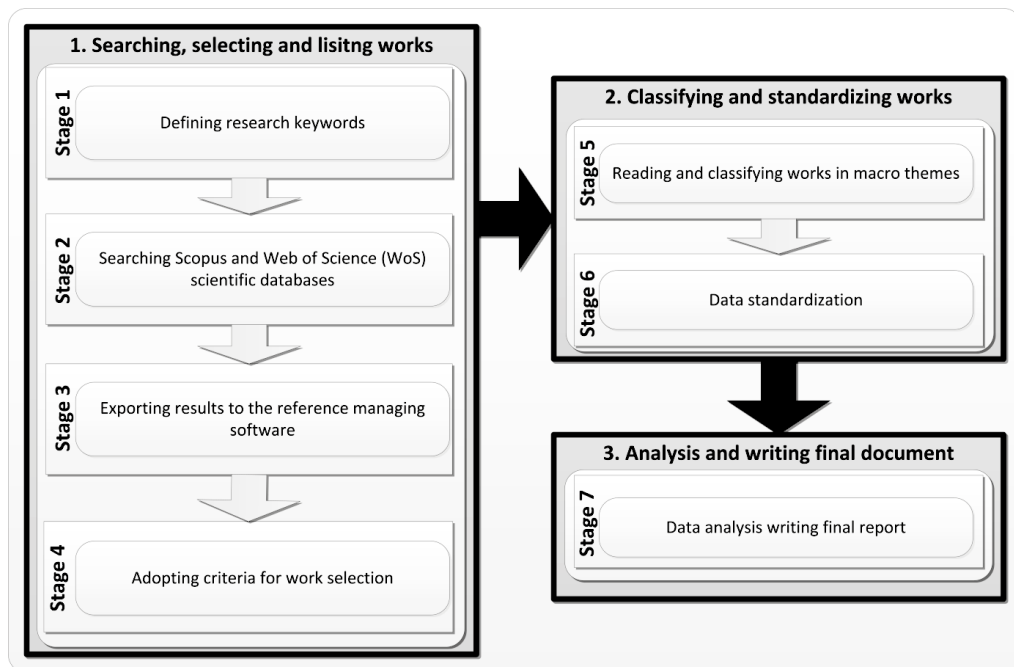 1. Searching, selecting and lisitng works
Stage 1
Defining research keywords
Stage 2
Searching Scopus and Web of Science (WoS)
scientific databases
Stage 3
Exporting results to the reference managing
software
Stage 4
Adopting criteria for work selection
2. Classifying and standardizing works
Stage 5
Reading and classifying works in macro themes
Stage 6
Data standardization
3. Analysis and writing final document
Stage 7
Data analysis writing final report